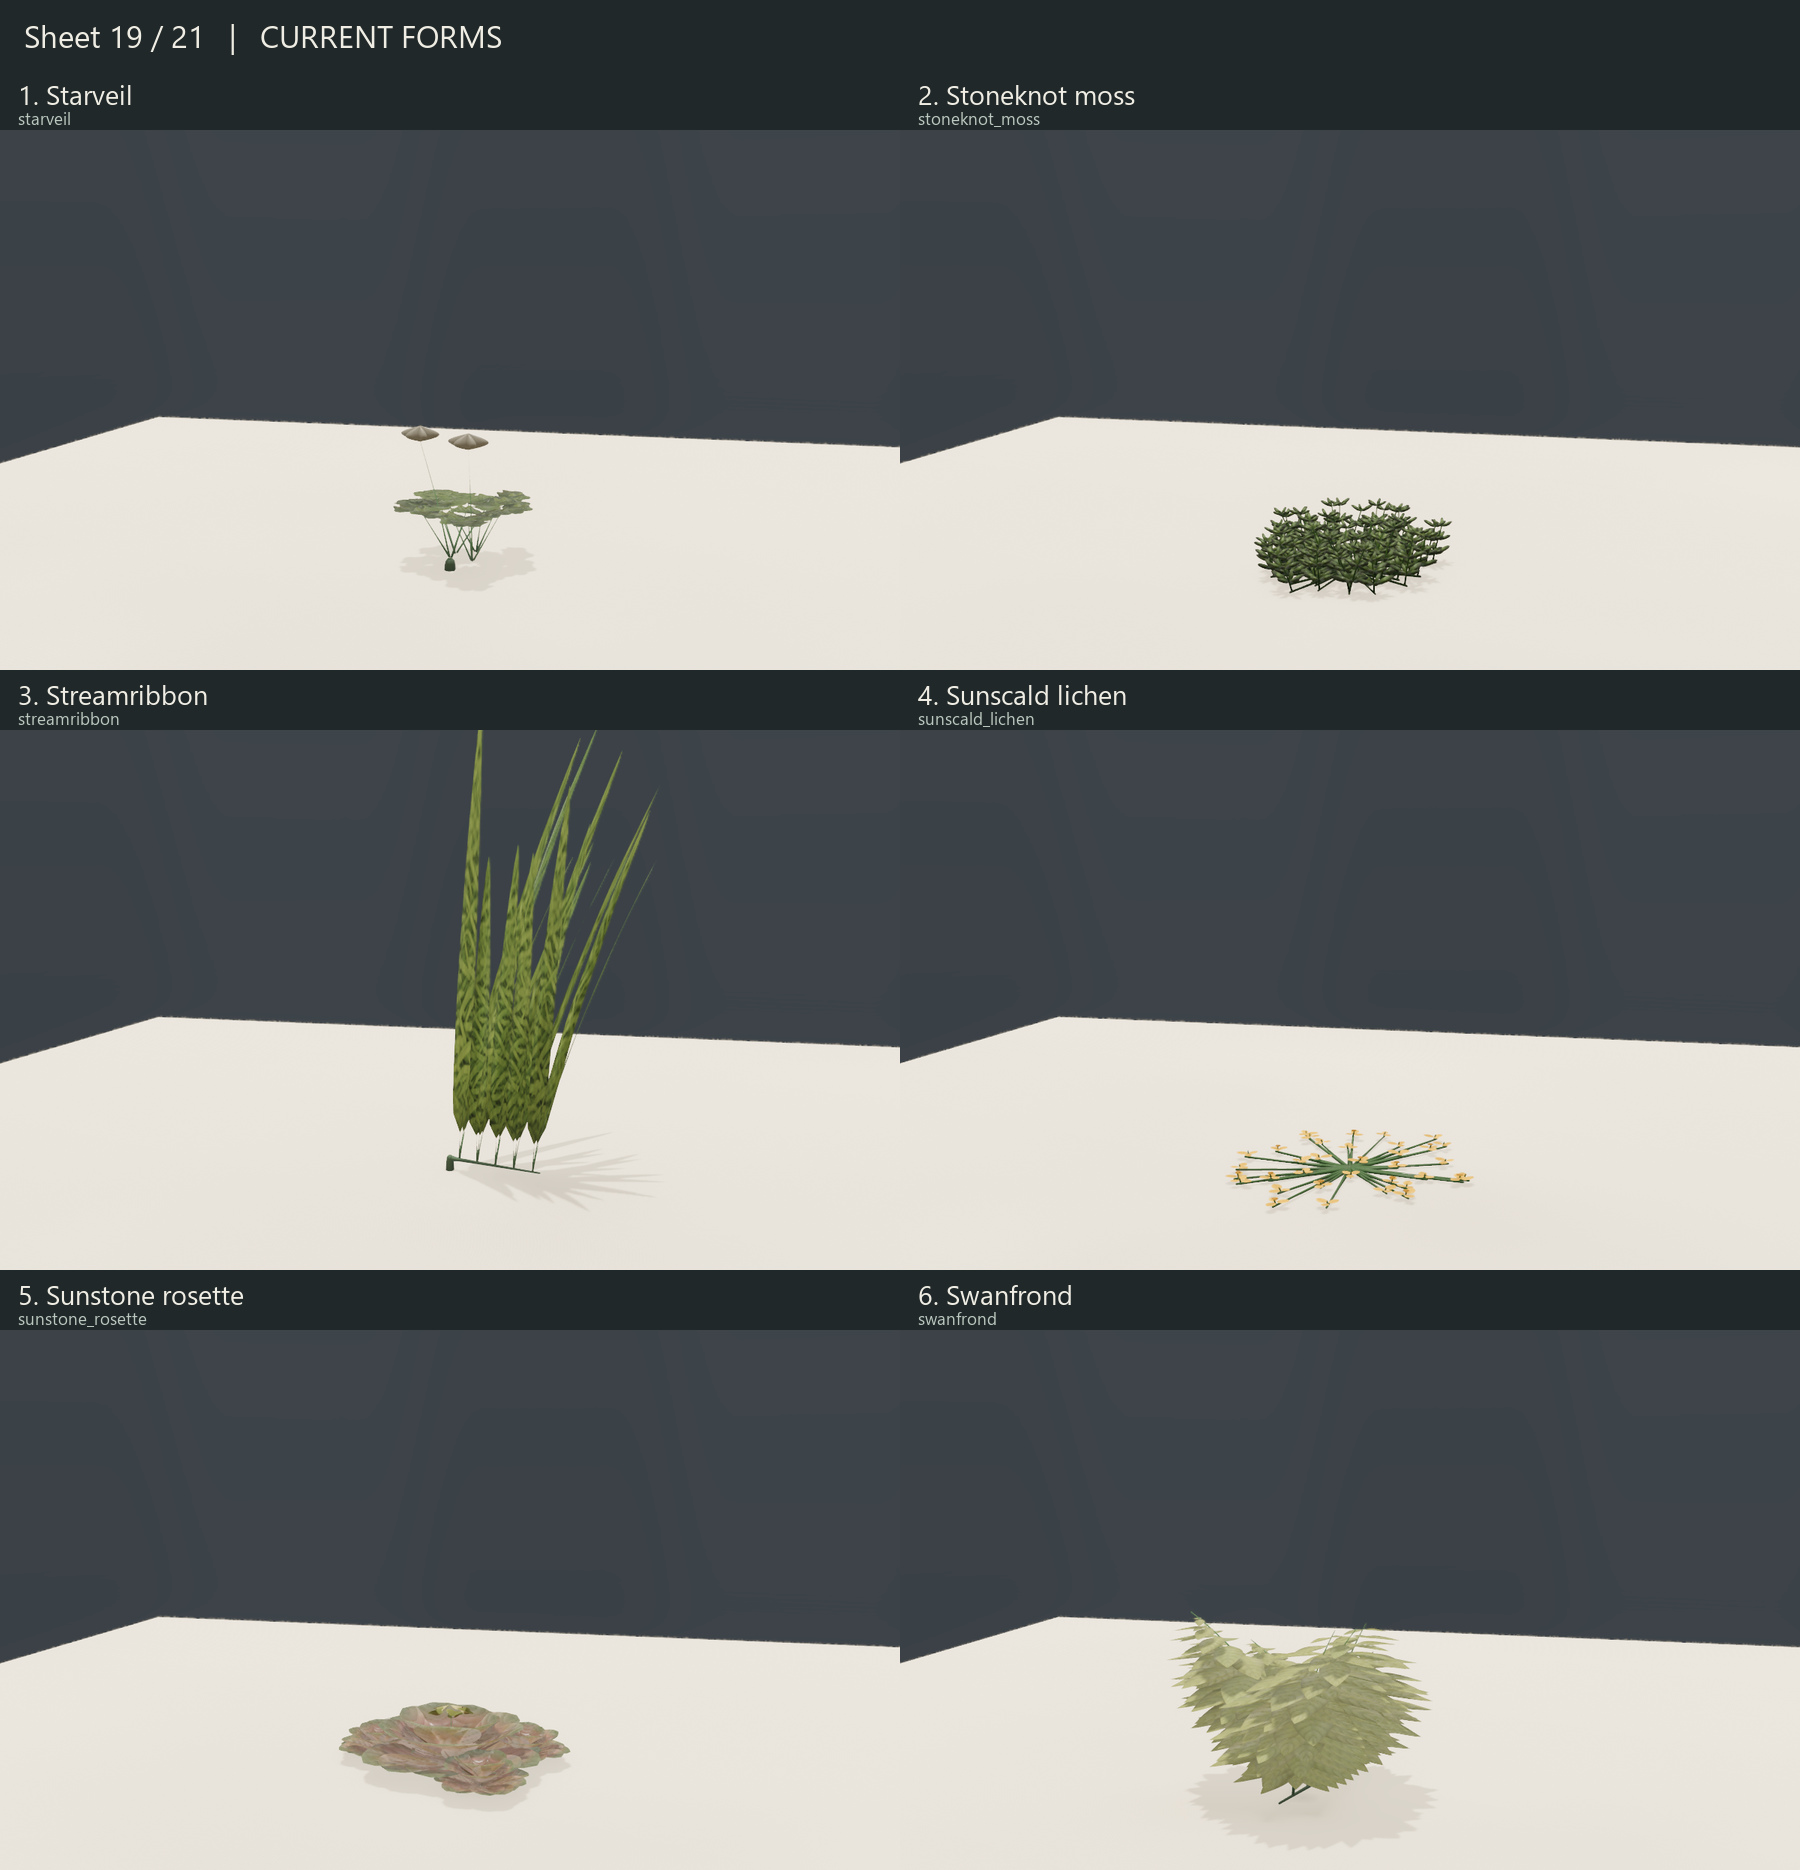 Sheet 19 / 21 | CURRENT FORMS
1. Starveil
starveil
2. Stoneknot moss
stoneknot_moss
3. Streamribbon
streamribbon
4. Sunscald lichen
sunscald_lichen
5. Sunstone rosette
sunstone_rosette
6. Swanfrond
swanfrond